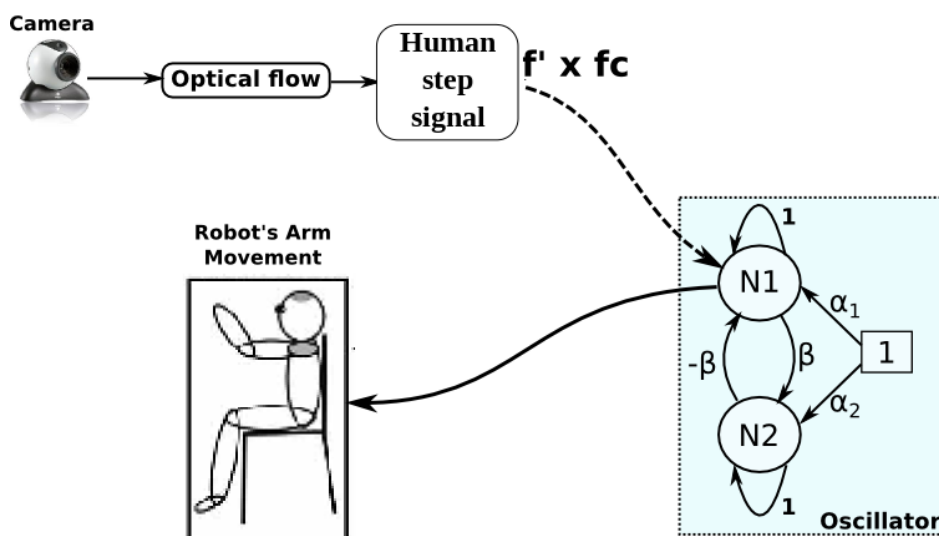 Camera
Optical flow
Human
step
signal
f' x fc
Robot's Arm
Movement
1
N1
α1
-β
β
1
α2
N2
1
Oscillator